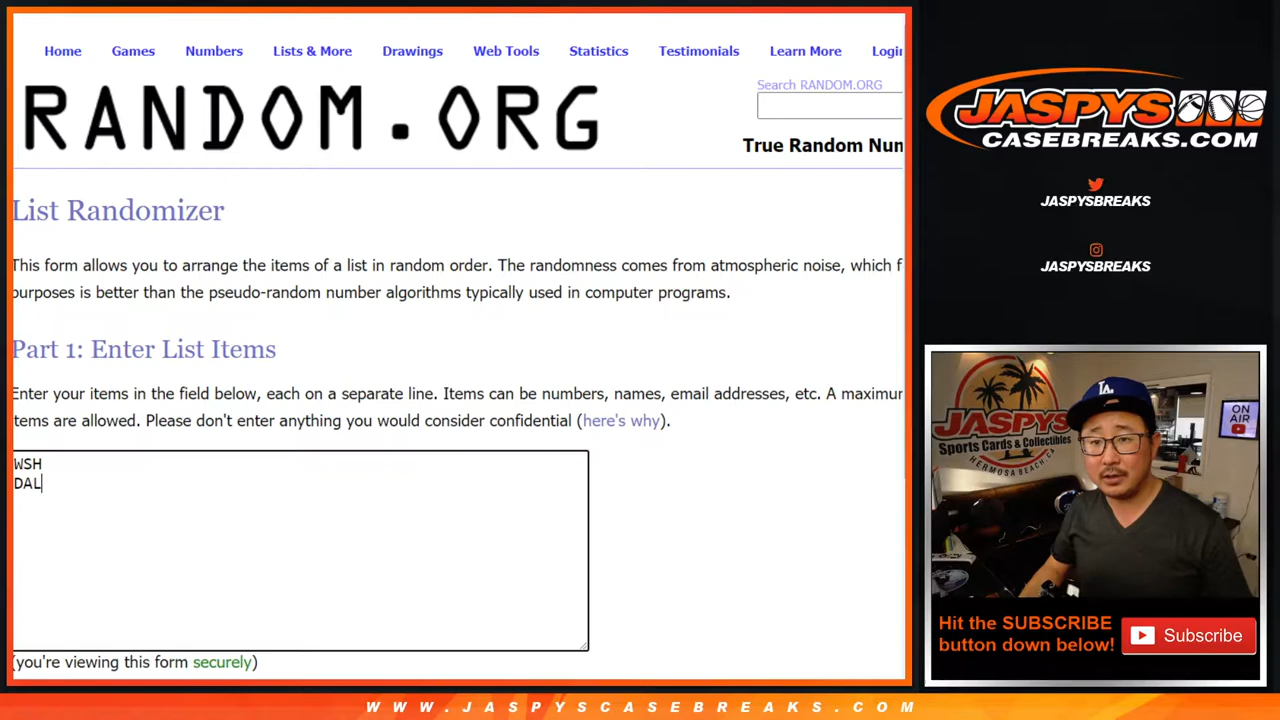 Home Games Numbers Lists & More Drawings Web Tools Statistics Testimonials Learn More Login
RANDOM.ORG
Search RANDOM.ORG
True Random Num
List Randomizer
This form allows you to arrange the items of a list in random order. The randomness comes from atmospheric noise, which f
purposes is better than the pseudo-random number algorithms typically used in computer programs.
Part 1: Enter List Items
Enter your items in the field below, each on a separate line. Items can be numbers, names, email addresses, etc. A maximum
items are allowed. Please don't enter anything you would consider confidential (here's why).
WSH
DAL
(you're viewing this form securely)
JASPYS
CASEBREAKS.COM
JASPYSBREAKS
JASPYSBREAKS
JASPYS
Sports Cards & Collectibles
HERMOSA BEACH, CA
LA
ON
AIR
Hit the SUBSCRIBE
button down below!
Subscribe
WWW.JASPYSCASEBREAKS.COM